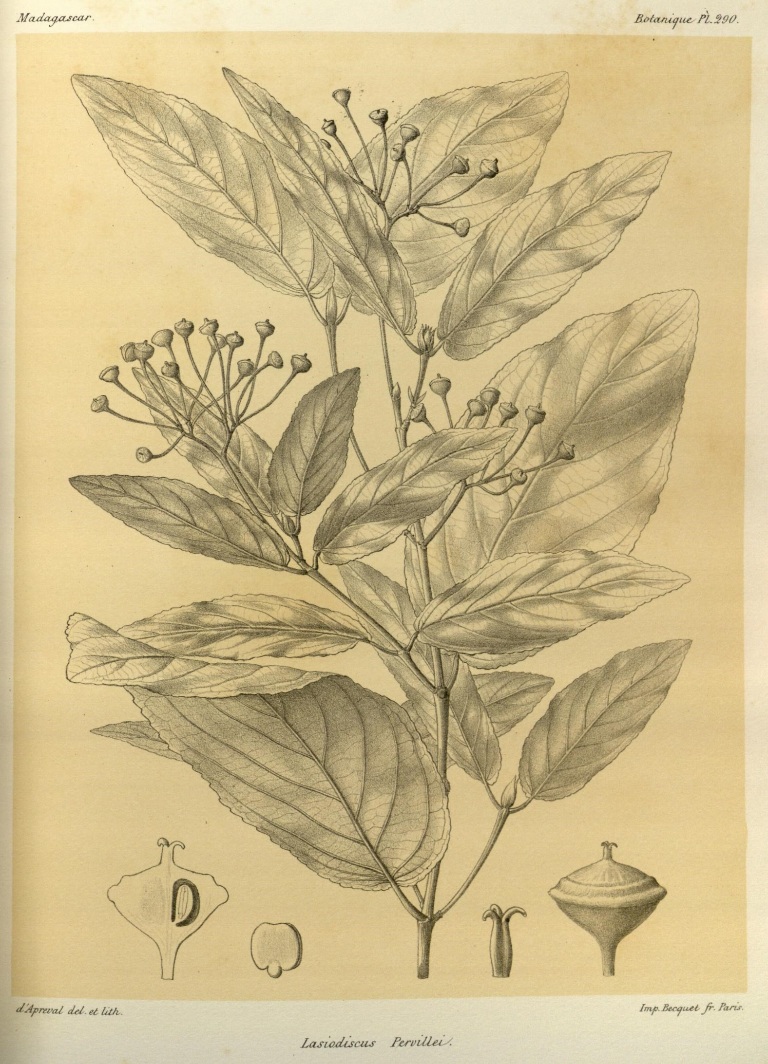 Madagascar.
Botanique Pl. 290.
d'Apreval del. et lith.
Imp. Becquet fr. Paris.
Lasiodiscus Pervillei.